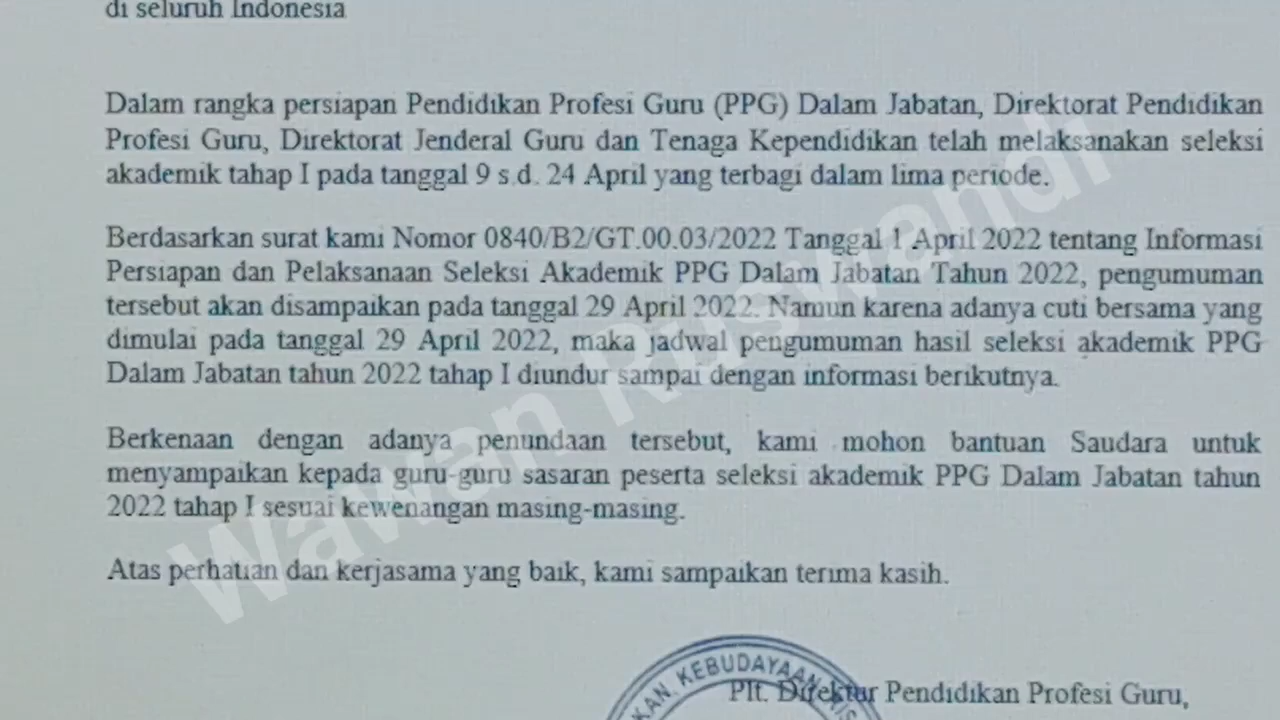 di seluruh Indonesia
Dalam rangka persiapan Pendidikan Profesi Guru (PPG) Dalam Jabatan, Direktorat Pendidikan
Profesi Guru, Direktorat Jenderal Guru dan Tenaga Kependidikan telah melaksanakan seleksi
akademik tahap I pada tanggal 9 s.d. 24 April yang terbagi dalam lima periode.
Berdasarkan surat kami Nomor 0840/B2/GT.00.03/2022 Tanggal 1 April 2022 tentang Informasi
Persiapan dan Pelaksanaan Seleksi Akademik PPG Dalam Jabatan Tahun 2022, pengumuman
tersebut akan disampaikan pada tanggal 29 April 2022. Namun karena adanya cuti bersama yang
dimulai pada tanggal 29 April 2022, maka jadwal pengumuman hasil seleksi akademik PPG
Dalam Jabatan tahun 2022 tahap I diundur sampai dengan informasi berikutnya.
Berkenaan dengan adanya penundaan tersebut, kami mohon bantuan Saudara untuk
menyampaikan kepada guru-guru sasaran peserta seleksi akademik PPG Dalam Jabatan tahun
2022 tahap I sesuai kewenangan masing-masing.
Atas perhatian dan kerjasama yang baik, kami sampaikan terima kasih.
Plt. Direktur Pendidikan Profesi Guru,
KEBUDAYAAN
Wawan Ruswandi